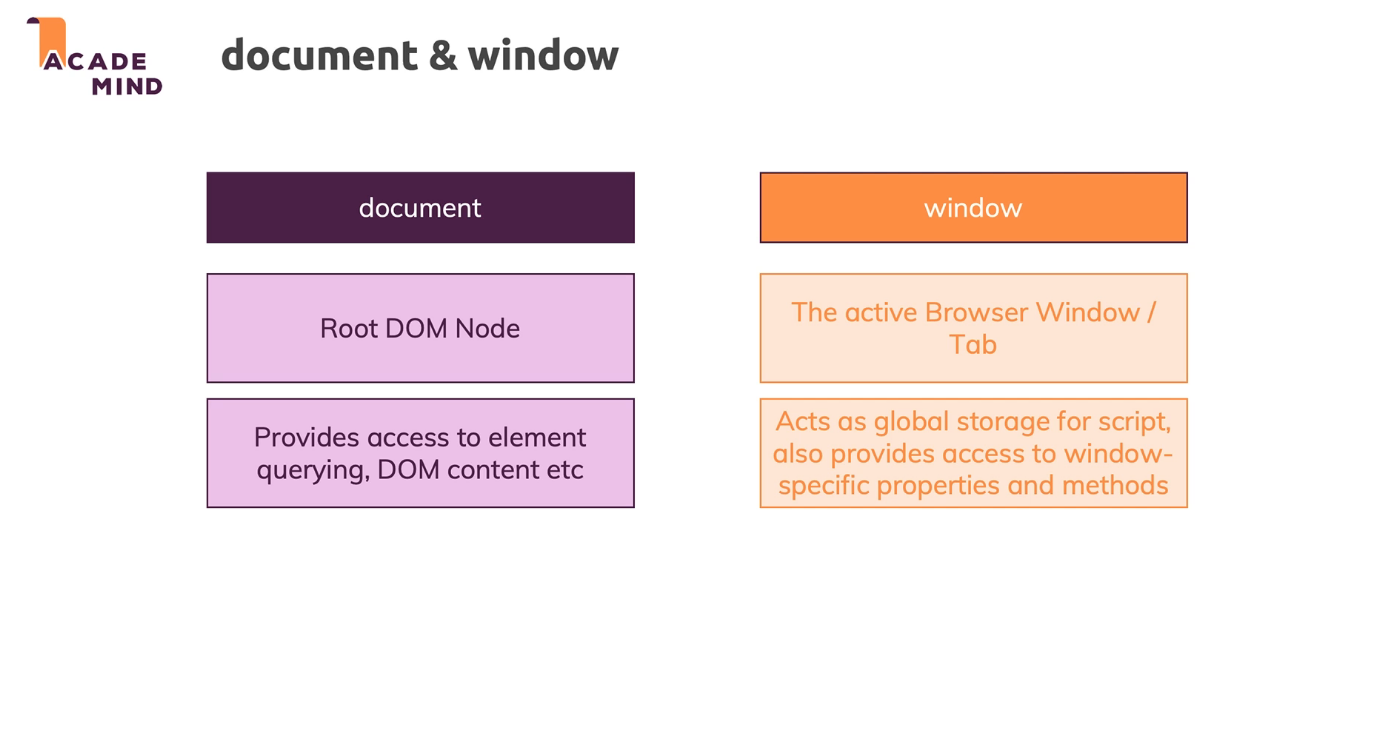 ACADE
MIND
document & window
document
window
Root DOM Node
The active Browser Window /
Tab
Provides access to element
querying, DOM content etc
Acts as global storage for script,
also provides access to window-
specific properties and methods